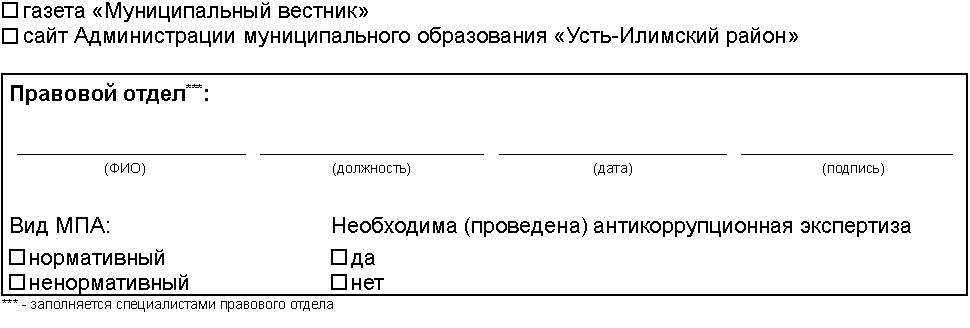 ☐ газета «Муниципальный вестник»
☐ сайт Администрации муниципального образования «Усть-Илимский район»
Правовой отдел***:
(ФИО) (должность) (дата) (подпись)
Вид МПА: Необходима (проведена) антикоррупционная экспертиза
☐ нормативный ☐ да
☐ ненормативный ☐ нет
*** - заполняется специалистами правового отдела